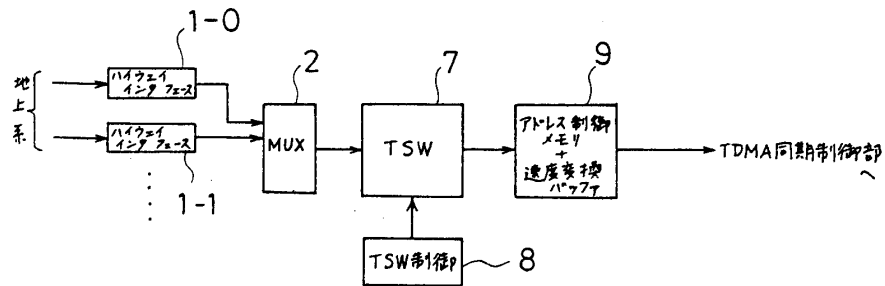 1-0
2
7
9
地上系
ハイウェイ
インタフェース
ハイウェイ
インタフェース
1-1
MUX
TSW
アドレス制御
メモリ
+
速度変換
バッファ
TDMA同期制御部
へ
TSW制御
8